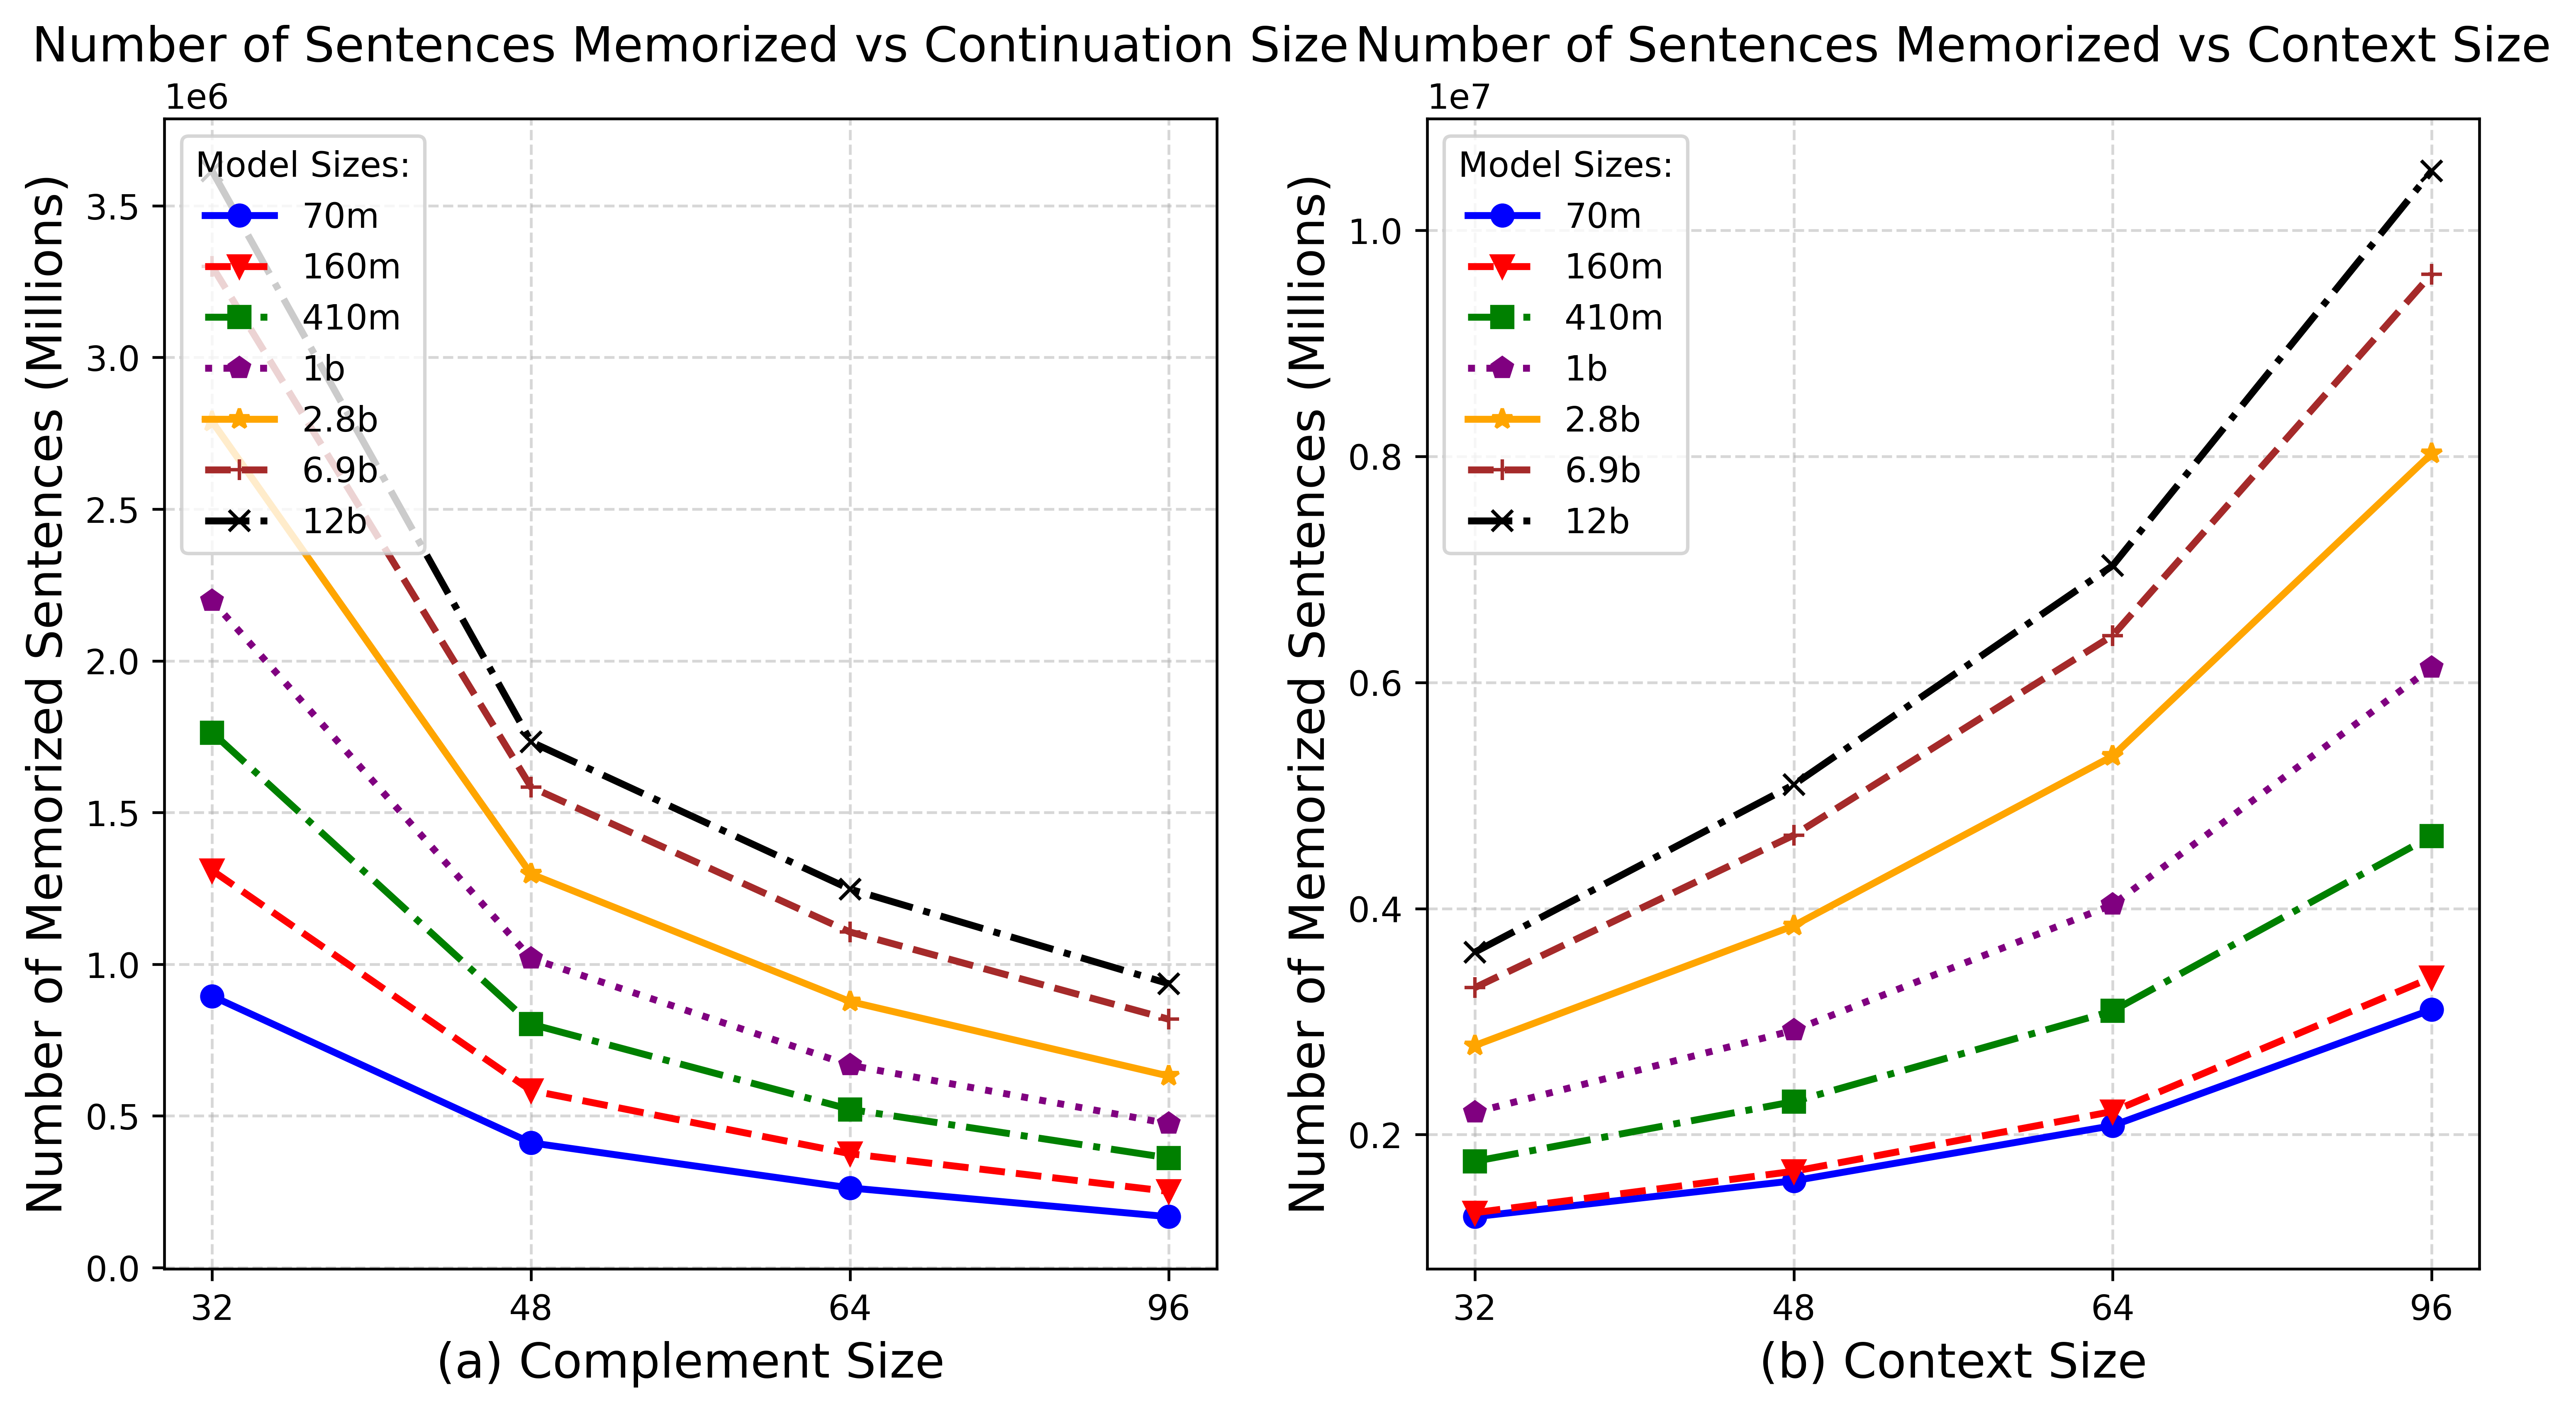 Number of Sentences Memorized vs Continuation Size
1e6
Number of Memorized Sentences (Millions)
3.5
3.0
2.5
2.0
1.5
1.0
0.5
0.0
Model Sizes:
70m
160m
410m
1b
2.8b
6.9b
12b
32 48 64 96
(a) Complement Size
Number of Sentences Memorized vs Context Size
1e7
Number of Memorized Sentences (Millions)
1.0
0.8
0.6
0.4
0.2
Model Sizes:
70m
160m
410m
1b
2.8b
6.9b
12b
32 48 64 96
(b) Context Size